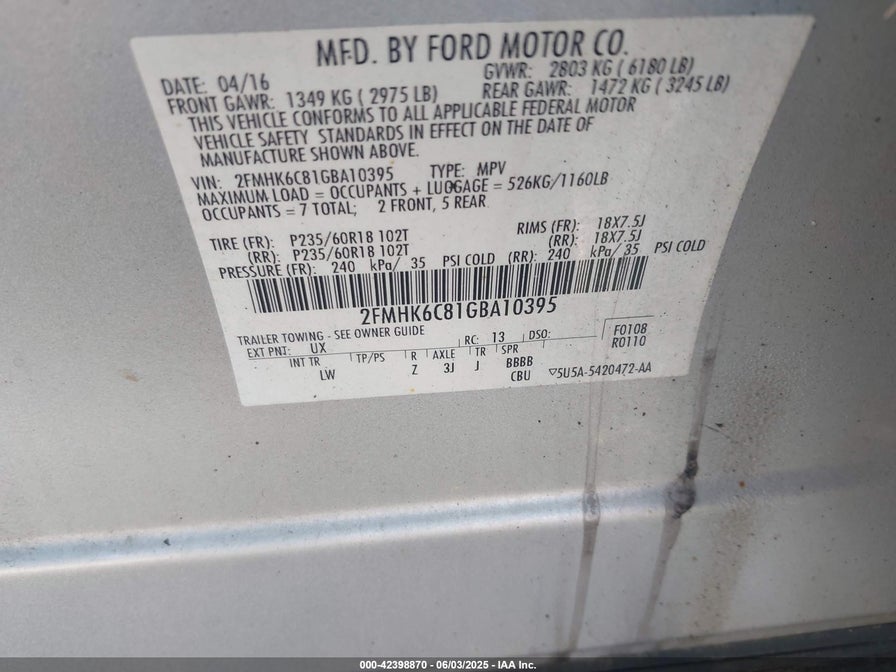 MFD. BY FORD MOTOR CO.
DATE: 04/16 GVWR: 2803 KG ( 6180 LB)
FRONT GAWR: 1349 KG ( 2975 LB) REAR GAWR: 1472 KG ( 3245 LB)
THIS VEHICLE CONFORMS TO ALL APPLICABLE FEDERAL MOTOR
VEHICLE SAFETY STANDARDS IN EFFECT ON THE DATE OF
MANUFACTURE SHOWN ABOVE.
VIN: 2FMHK6C81GBA10395 TYPE: MPV
MAXIMUM LOAD = OCCUPANTS + LUGGAGE = 526KG/1160LB
OCCUPANTS = 7 TOTAL; 2 FRONT, 5 REAR
TIRE (FR): P235/60R18 102T RIMS (FR): 18X7.5J
(RR): P235/60R18 102T (RR): 18X7.5J
PRESSURE (FR): 240 kPa/ 35 PSI COLD (RR): 240 kPa/ 35 PSI COLD
2FMHK6C81GBA10395
TRAILER TOWING - SEE OWNER GUIDE
EXT PNT: UX RC: 13 DSO: F0108
R0110
INT TR TP/PS R AXLE TR SPR
LW Z 3J J BBBB
CBU ▽5U5A-5420472-AA
000-42398870 - 06/03/2025 - IAA Inc.